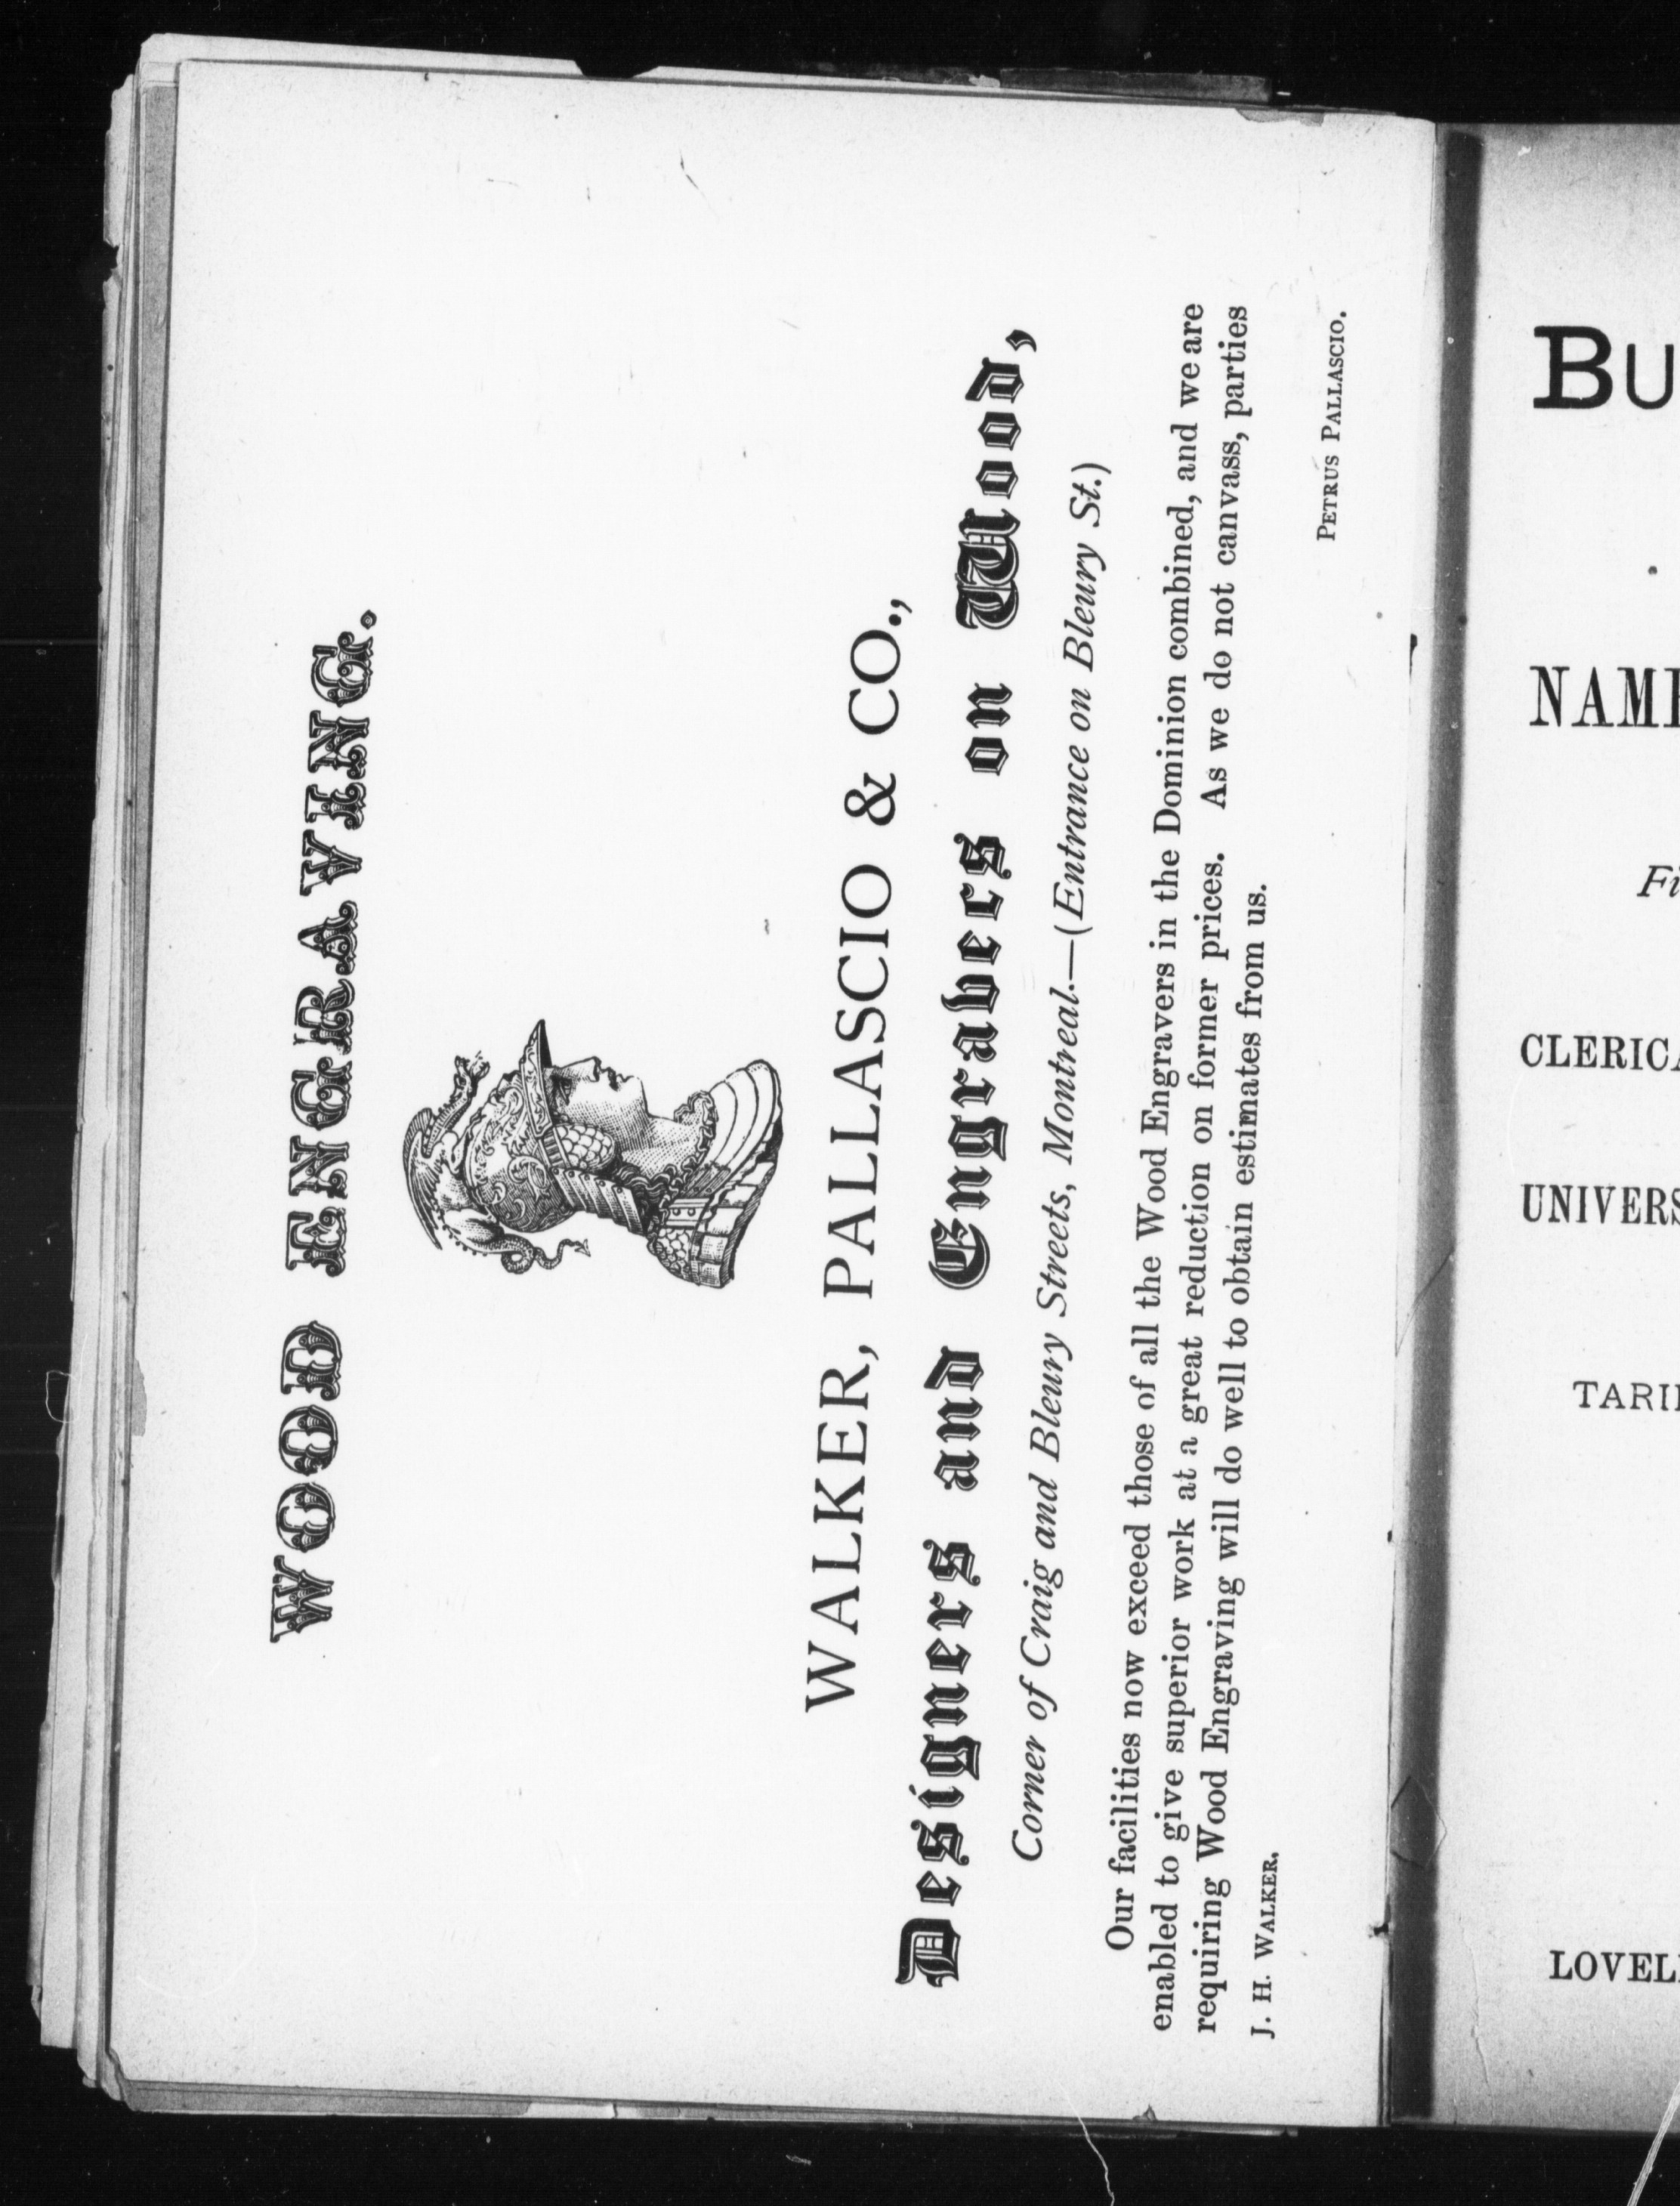 WOOD ENGRAVING.
WALKER, PALLASCIO & CO.,
Designers and Engravers on Wood,
Corner of Craig and Bleury Streets, Montreal.—(Entrance on Bleury St.)
Our facilities now exceed those of all the Wood Engravers in the Dominion combined, and we are
enabled to give superior work at a great reduction on former prices. As we do not canvass, parties
requiring Wood Engraving will do well to obtain estimates from us.
J. H. WALKER,
PETRUS PALLASCIO.
BU
NAM
Fi
CLERICA
UNIVERS
TARI
LOVEL